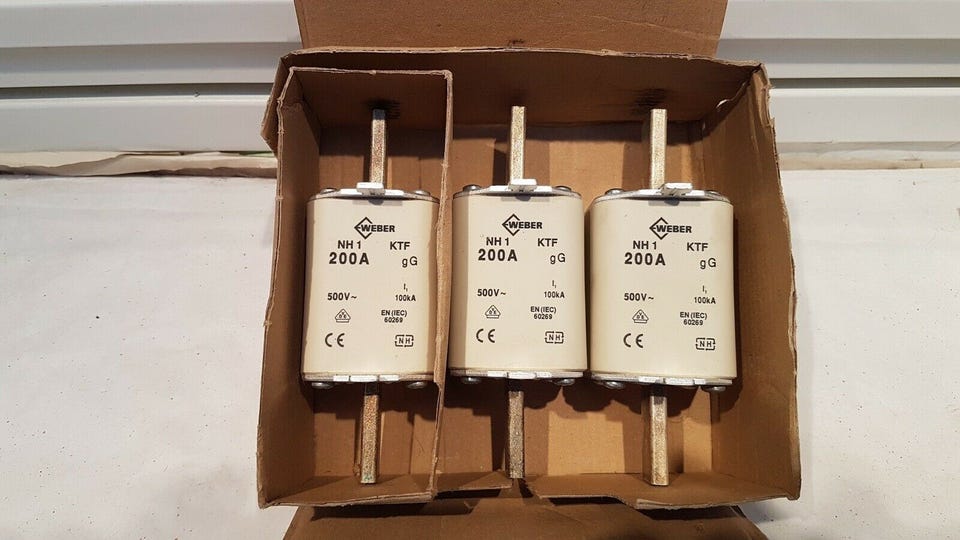 WEBER
NH 1 KTF
200A gG
500V~ I₁
100kA
EN (IEC)
60269
CE NH
WEBER
NH 1 KTF
200A gG
500V~ I₁
100kA
EN (IEC)
60269
CE NH
WEBER
NH 1 KTF
200A gG
500V~ I₁
100kA
EN (IEC)
60269
CE NH